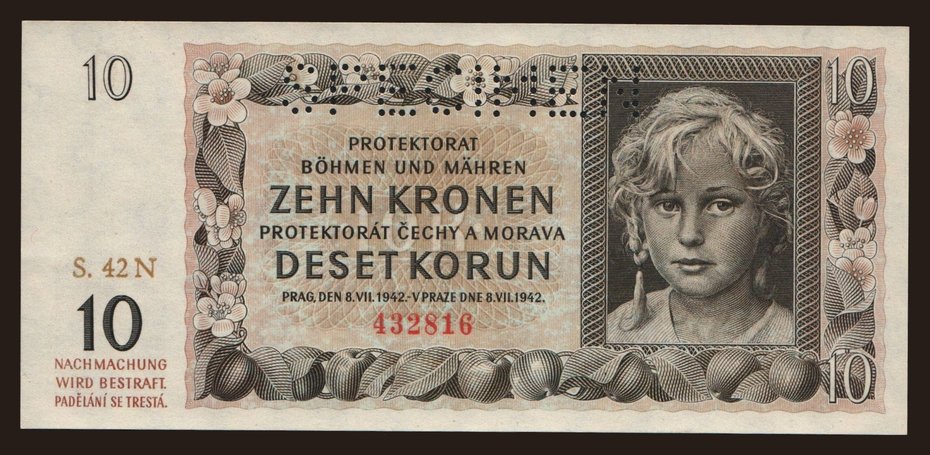 10
10
PROTEKTORAT
BÖHMEN UND MÄHREN
ZEHN KRONEN
PROTEKTORÁT ČECHY A MORAVA
DESET KORUN
PRAG, DEN 8. VII. 1942.-V PRAZE DNE 8. VII. 1942.
432816
S. 42 N
10
NACHMACHUNG
WIRD BESTRAFT.
PADĚLÁNÍ SE TRESTÁ.
10